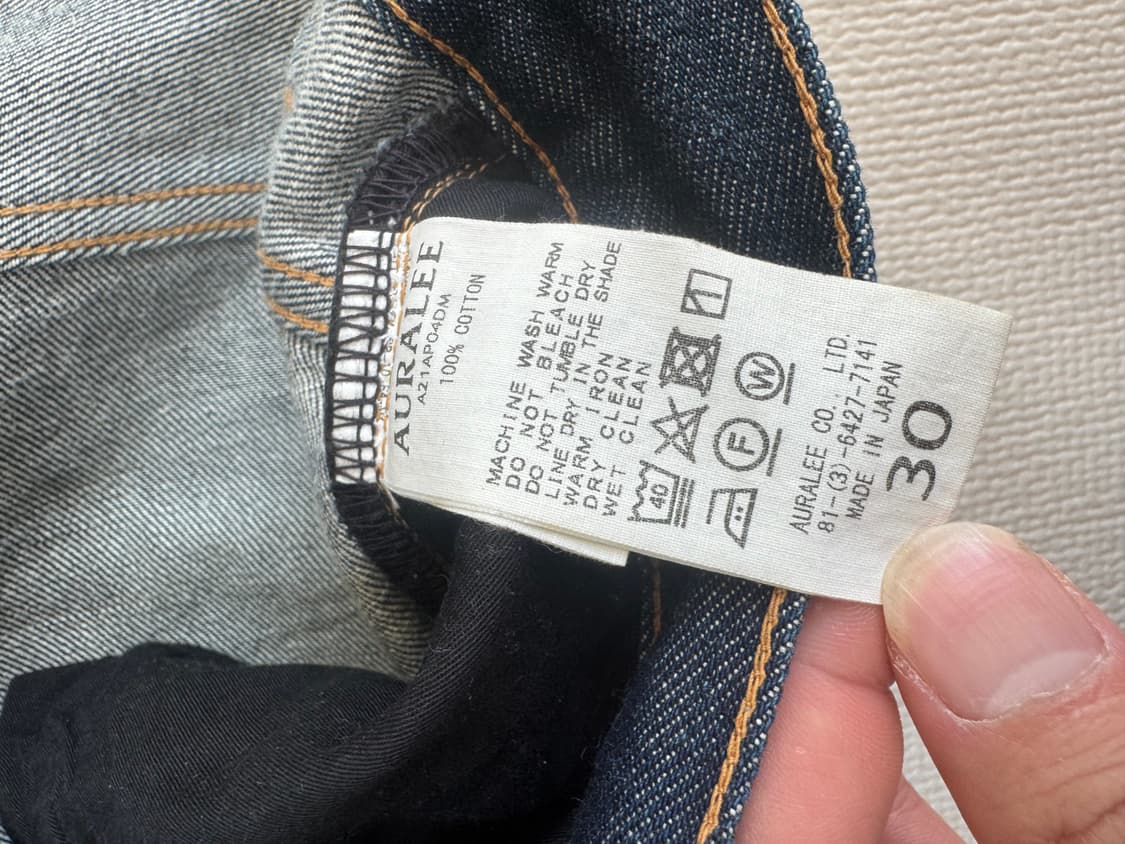 AURALEE
A21AP04DM
100% COTTON
MACHINE WASH WARM
DO NOT BLEACH
DO NOT TUMBLE DRY
LINE DRY IN THE SHADE
WARM IRON
DRY CLEAN
WET CLEAN
40
F
W
AURALEE CO., LTD.
81-(3)-6427-7141
MADE IN JAPAN
30